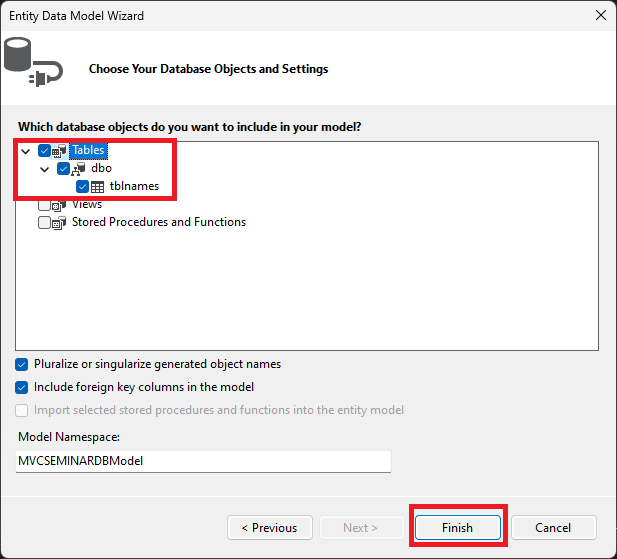 Entity Data Model Wizard
Choose Your Database Objects and Settings
Which database objects do you want to include in your model?
Tables
dbo
tblnames
Views
Stored Procedures and Functions
Pluralize or singularize generated object names
Include foreign key columns in the model
Import selected stored procedures and functions into the entity model
Model Namespace:
MVCSEMINARDBModel
< Previous Next > Finish Cancel